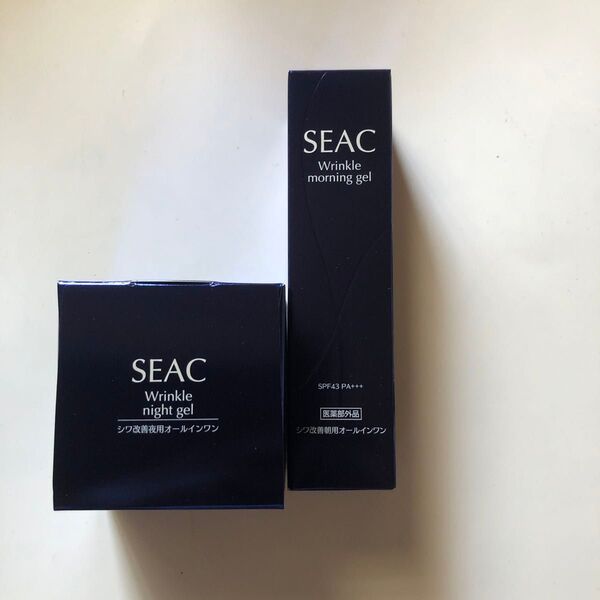 SEAC
Wrinkle
morning gel
SPF43 PA+++
医薬部外品
シワ改善朝用オールインワン
SEAC
Wrinkle
night gel
シワ改善夜用オールインワン